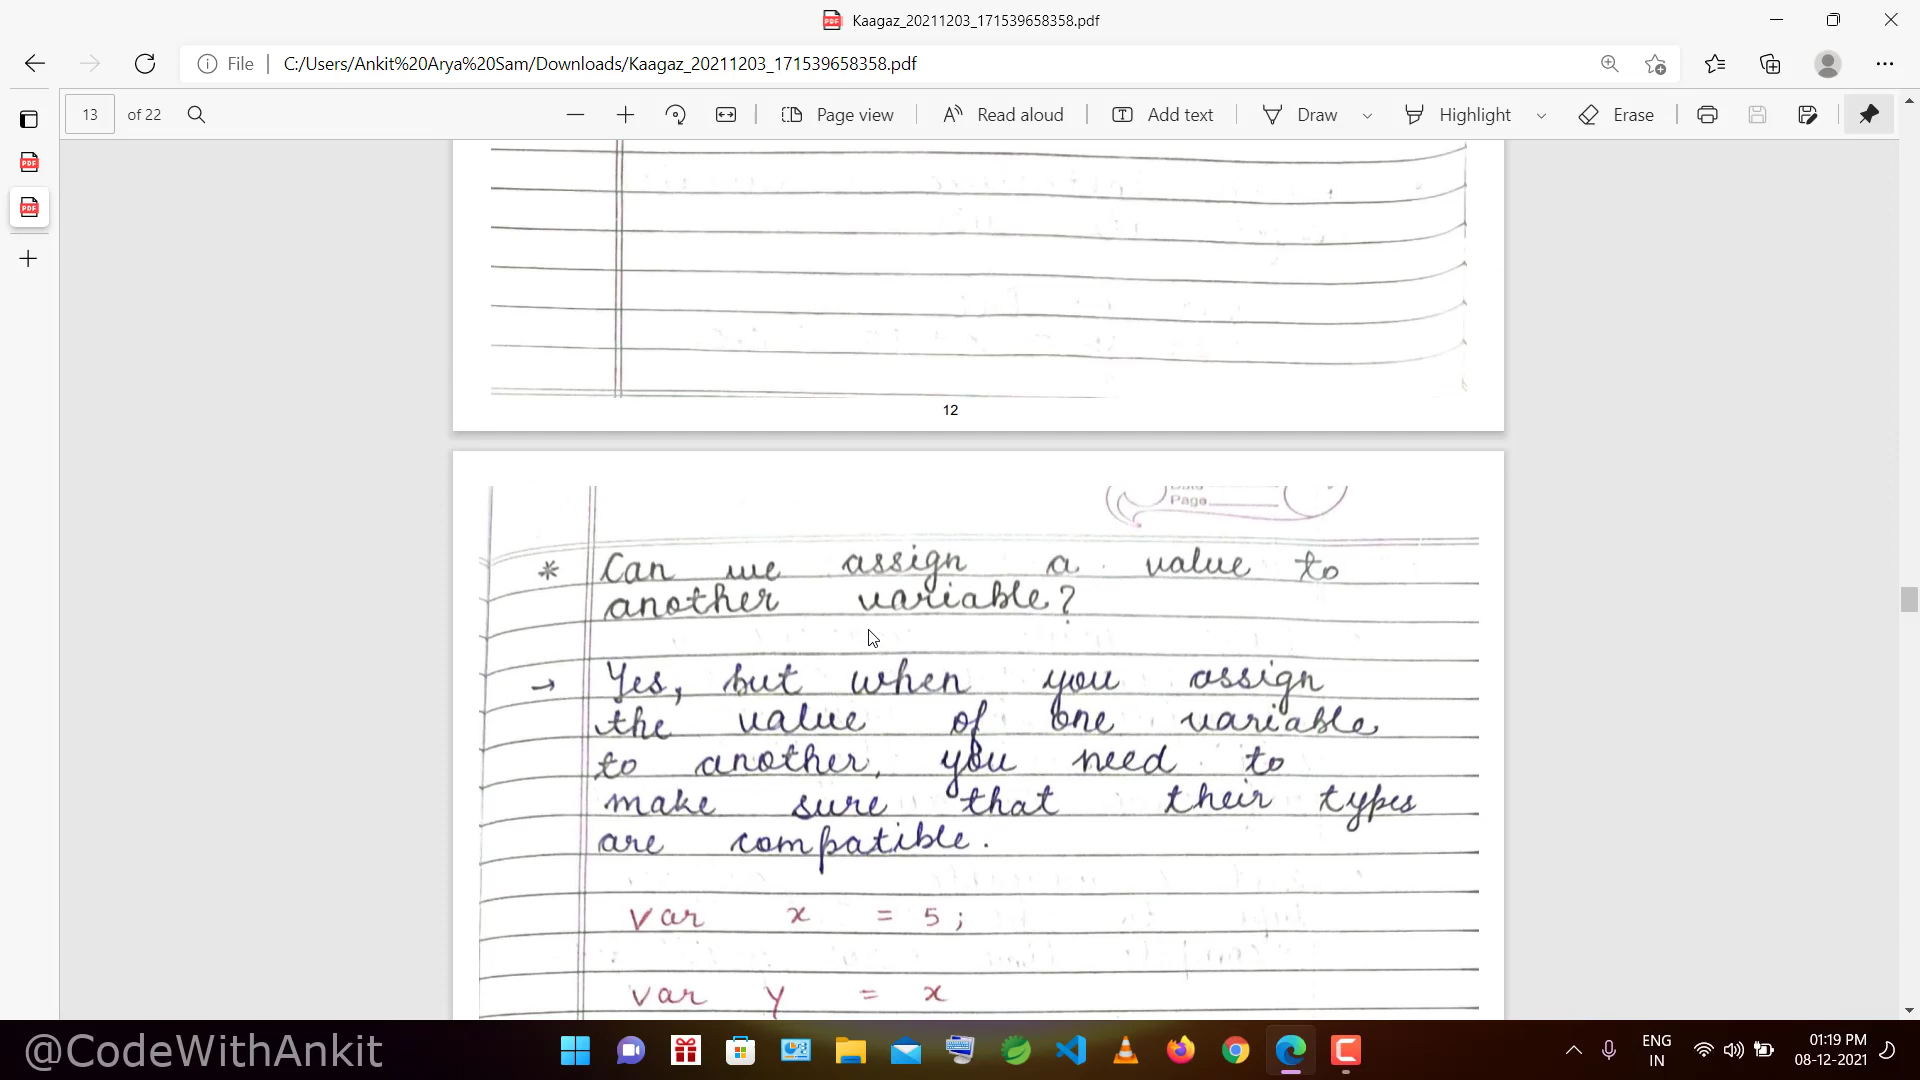 Kaagaz_20211203_171539658358.pdf
File
C:/Users/Ankit%20Arya%20Sam/Downloads/Kaagaz_20211203_171539658358.pdf
13 of 22
Page view
Read aloud
Add text
Draw
Highlight
Erase
12
Page
* Can we assign a value to
another variable?
→ Yes, but when you assign
the value of one variable
to another, you need to
make sure that their types
are compatible.
var x = 5;
var y = x
@CodeWithAnkit
ENG
IN
01:19 PM
08-12-2021